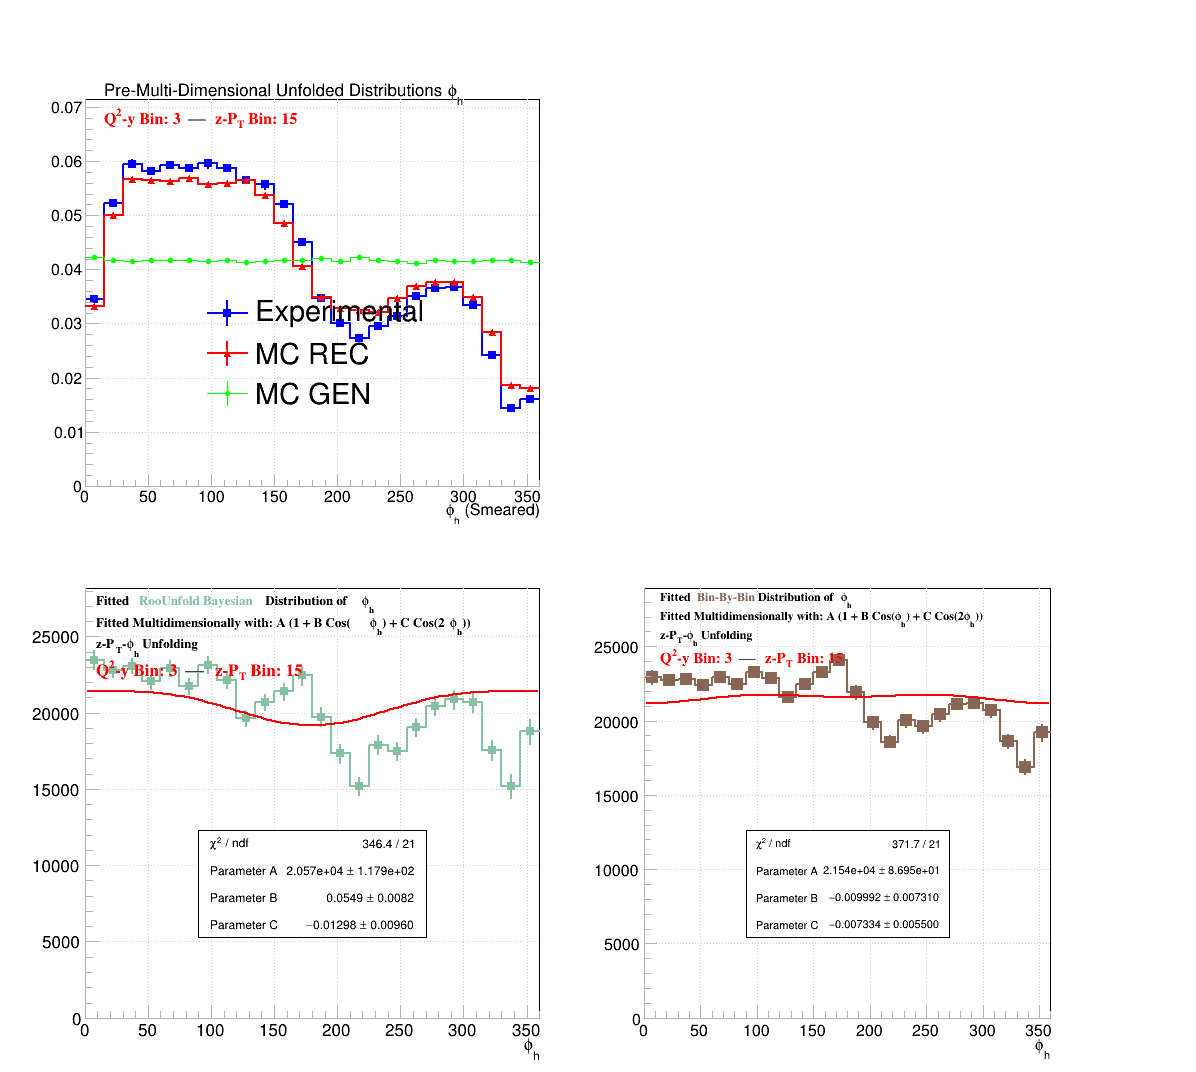 Pre-Multi-Dimensional Unfolded Distributions ϕh
Q²-y Bin: 3 — z-PT Bin: 15
0.07
0.06
0.05
0.04
0.03
0.02
0.01
0
Experimental
MC REC
MC GEN
0 50 100 150 200 250 300 350
ϕh (Smeared)
Fitted RooUnfold Bayesian Distribution of ϕh
Fitted Multidimensionally with: A (1 + B Cos( ϕh) + C Cos(2 ϕh))
z-PT-ϕh Unfolding
Q²-y Bin: 3 — z-PT Bin: 15
25000
20000
15000
10000
5000
0
χ² / ndf 346.4 / 21
Parameter A 2.057e+04 ± 1.179e+02
Parameter B 0.0549 ± 0.0082
Parameter C −0.01298 ± 0.00960
0 50 100 150 200 250 300 350
ϕh
Fitted Bin-By-Bin Distribution of ϕh
Fitted Multidimensionally with: A (1 + B Cos(ϕh) + C Cos(2ϕh))
z-PT-ϕh Unfolding
Q²-y Bin: 3 — z-PT Bin: 15
25000
20000
15000
10000
5000
0
χ² / ndf 371.7 / 21
Parameter A 2.154e+04 ± 8.695e+01
Parameter B −0.009992 ± 0.007310
Parameter C −0.007334 ± 0.005500
0 50 100 150 200 250 300 350
ϕh